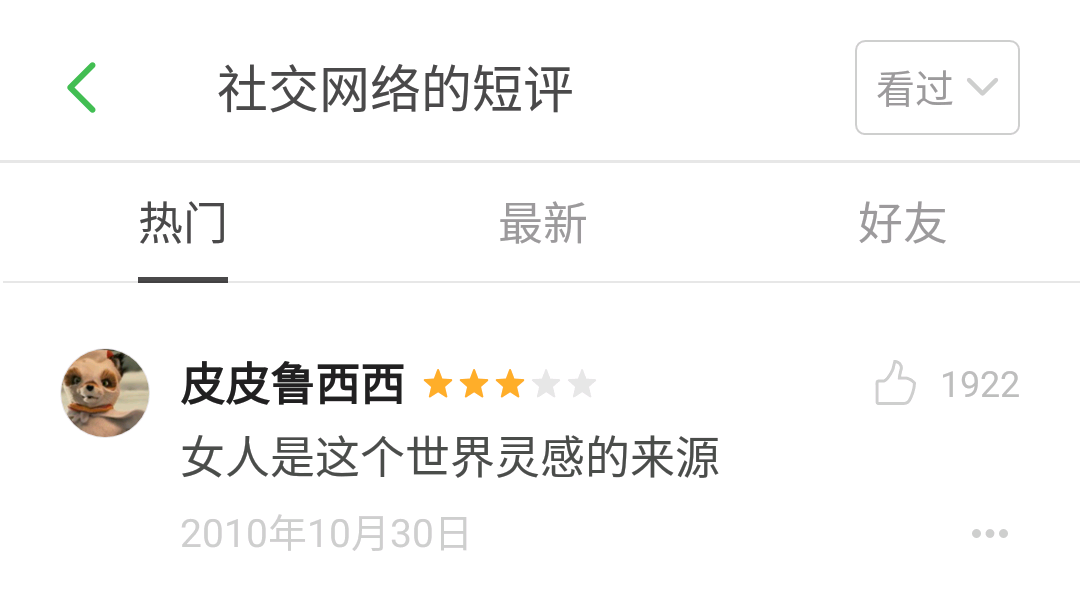 社交网络的短评
看过
热门 最新 好友
皮皮鲁西西 1922
女人是这个世界灵感的来源
2010年10月30日